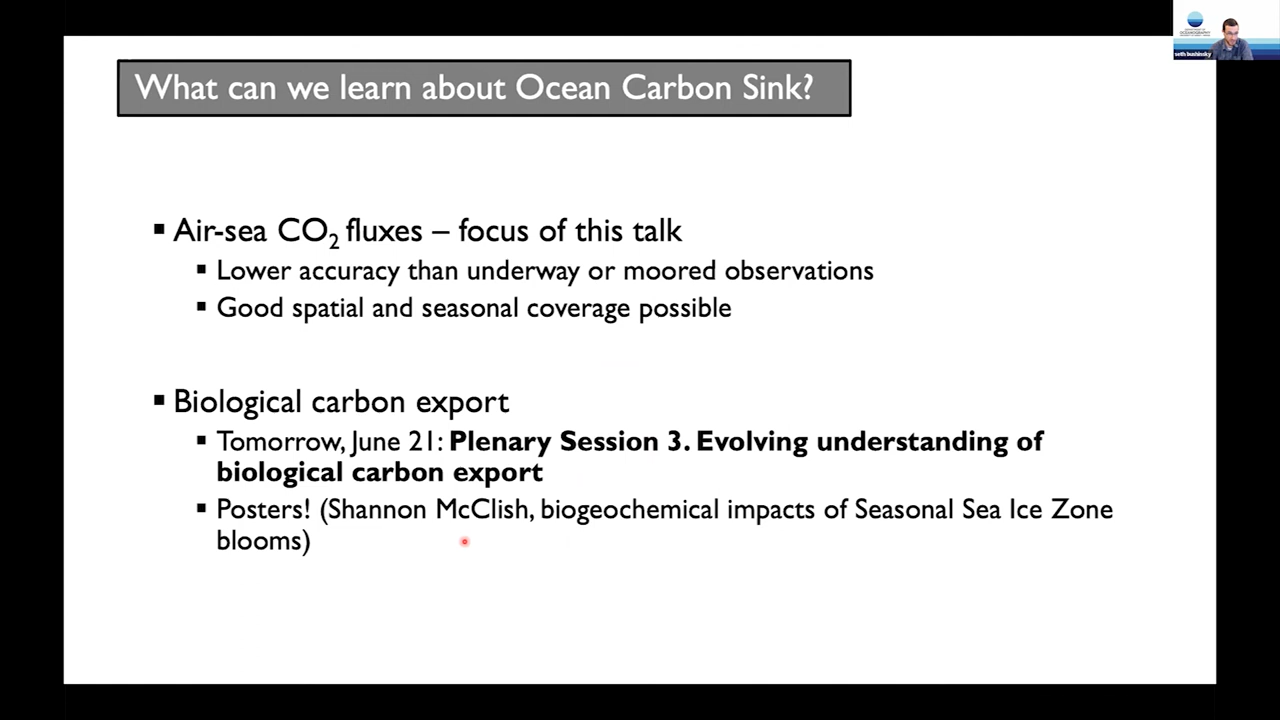 What can we learn about Ocean Carbon Sink?
seth bushinsky
▪ Air-sea CO₂ fluxes – focus of this talk
▪ Lower accuracy than underway or moored observations
▪ Good spatial and seasonal coverage possible
▪ Biological carbon export
▪ Tomorrow, June 21: Plenary Session 3. Evolving understanding of
biological carbon export
▪ Posters! (Shannon McClish, biogeochemical impacts of Seasonal Sea Ice Zone
blooms)